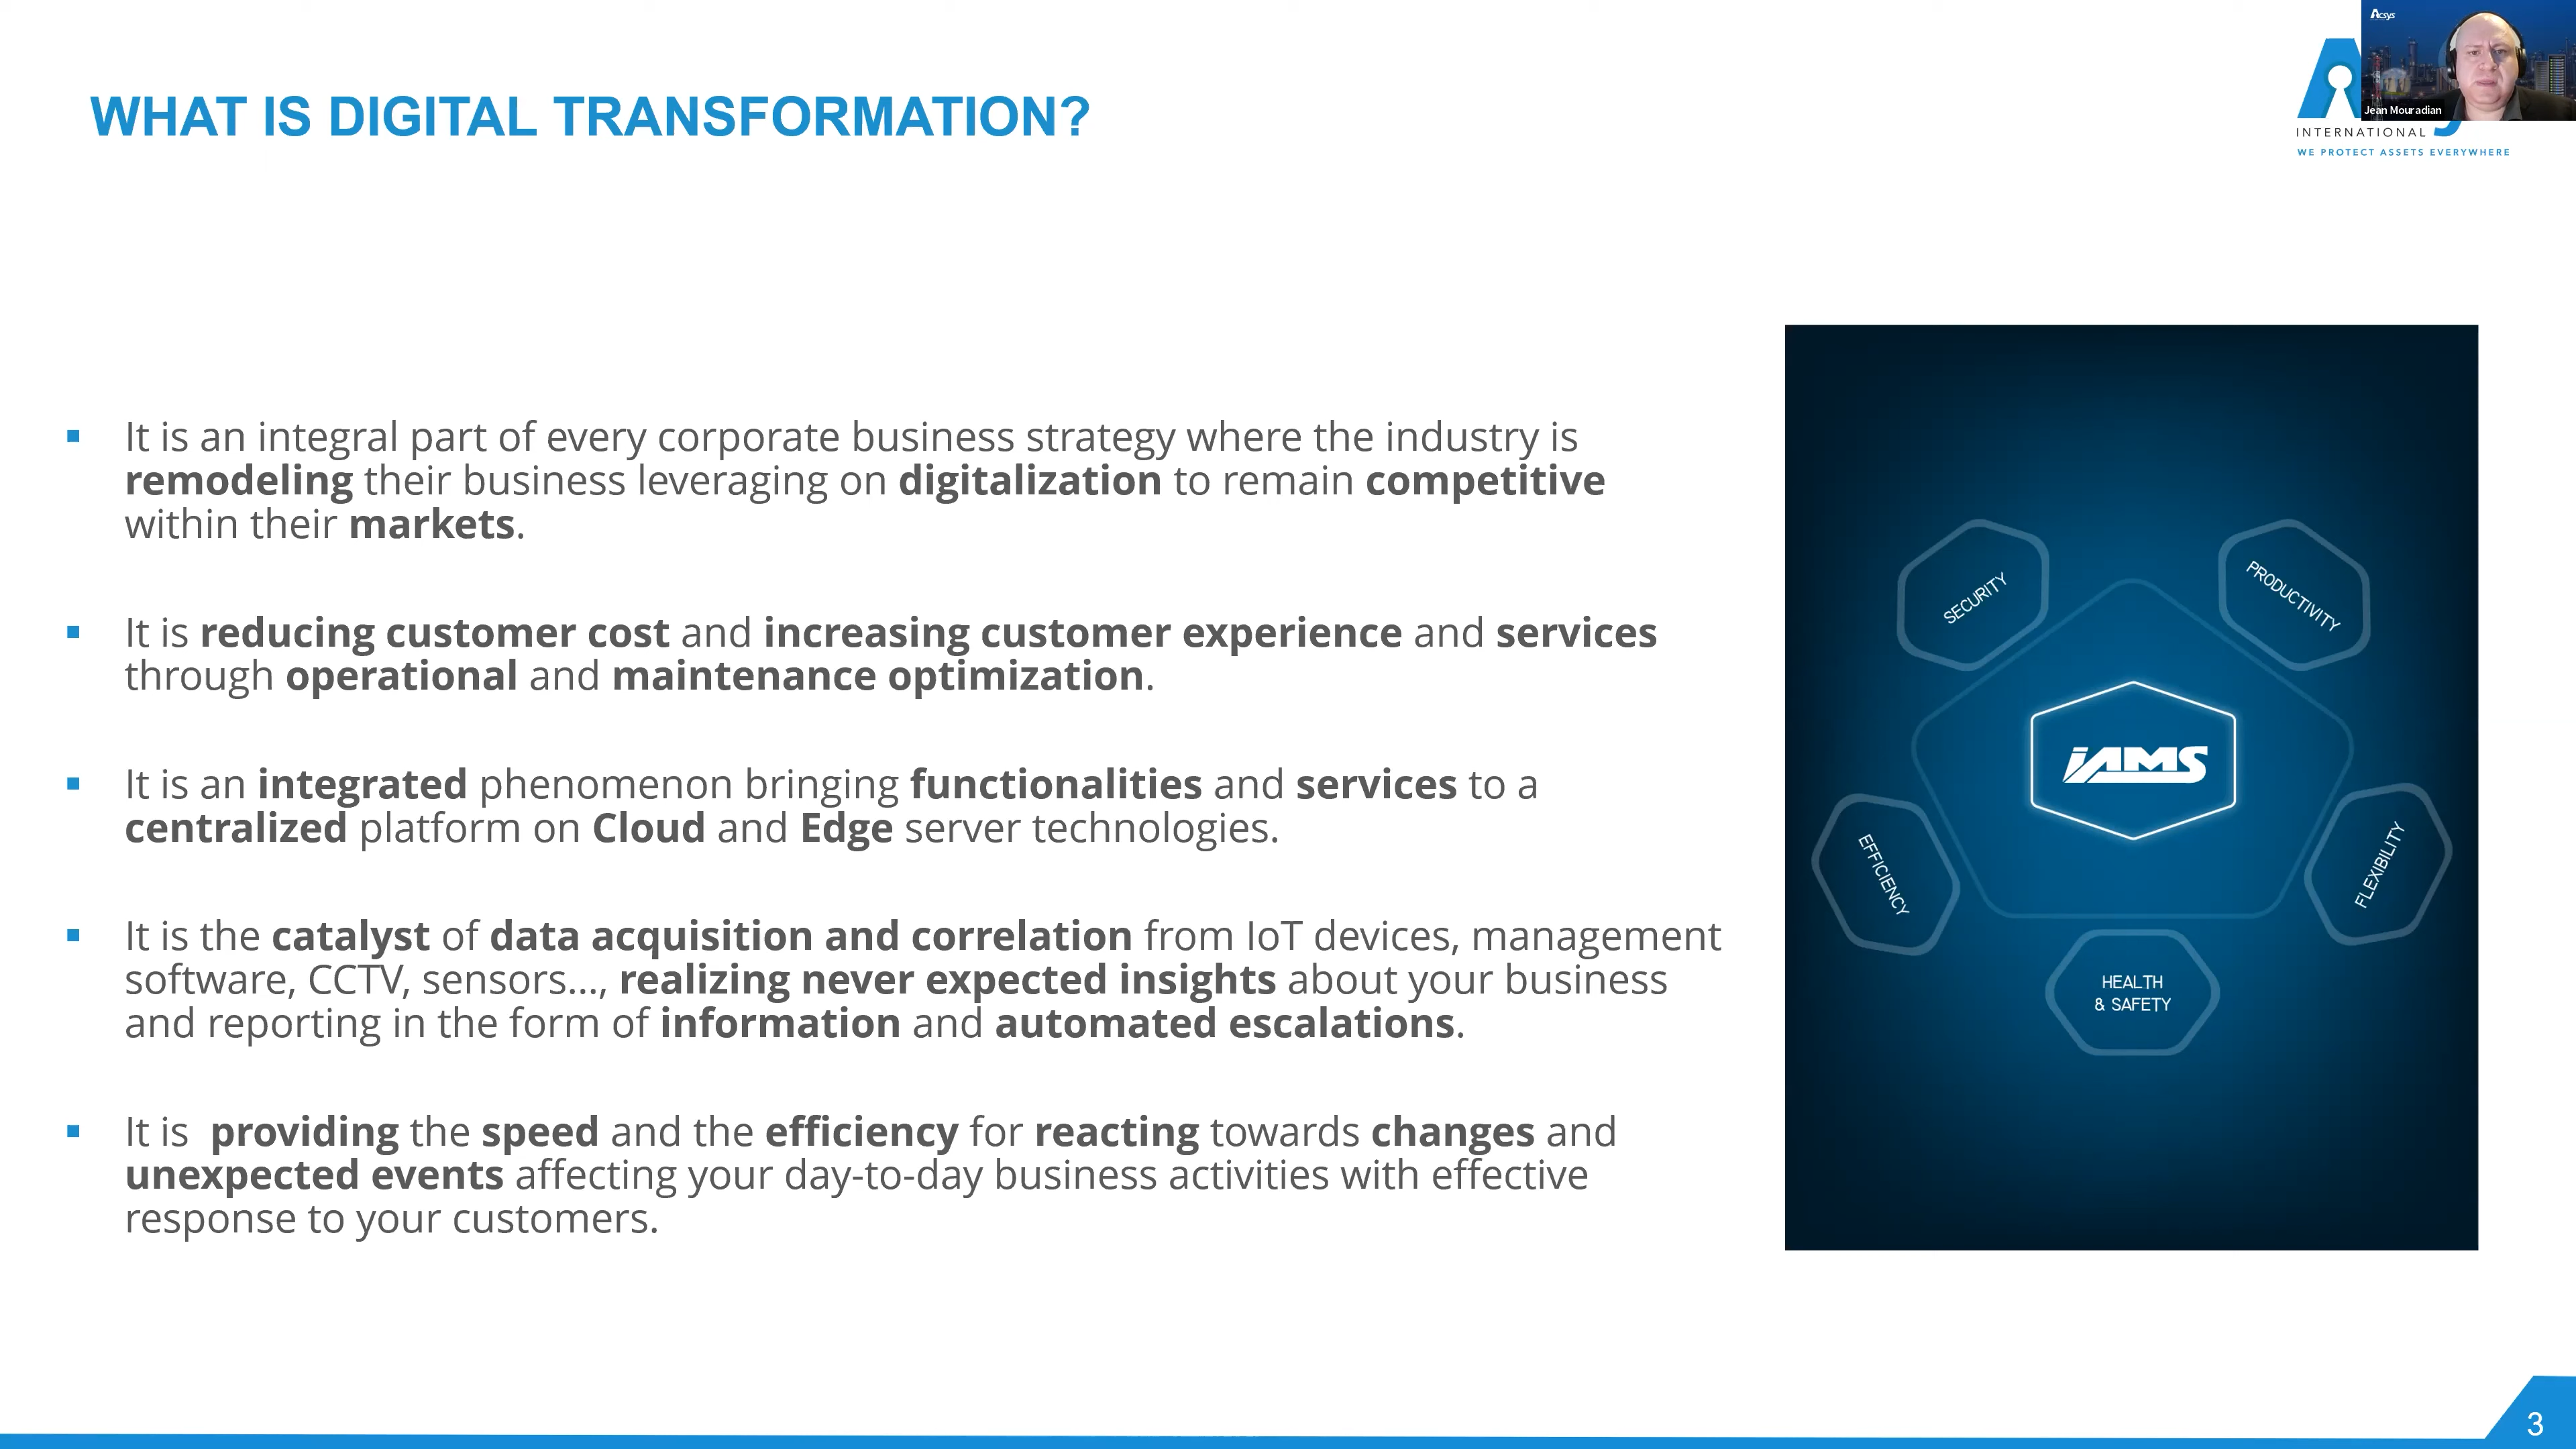 WHAT IS DIGITAL TRANSFORMATION?
Acsys
Jean Mouradian
INTERNATIONAL
WE PROTECT ASSETS EVERYWHERE
▪ It is an integral part of every corporate business strategy where the industry is
remodeling their business leveraging on digitalization to remain competitive
within their markets.
▪ It is reducing customer cost and increasing customer experience and services
through operational and maintenance optimization.
▪ It is an integrated phenomenon bringing functionalities and services to a
centralized platform on Cloud and Edge server technologies.
▪ It is the catalyst of data acquisition and correlation from IoT devices, management
software, CCTV, sensors…, realizing never expected insights about your business
and reporting in the form of information and automated escalations.
▪ It is  providing the speed and the efficiency for reacting towards changes and
unexpected events affecting your day-to-day business activities with effective
response to your customers.
SECURITY
PRODUCTIVITY
iAMS
EFFICIENCY
FLEXIBILITY
HEALTH
& SAFETY
3